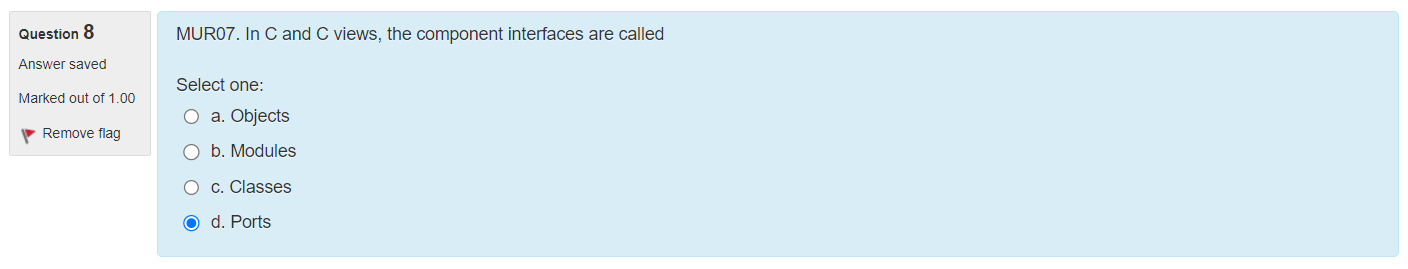 Question 8
Answer saved
Marked out of 1.00
Remove flag
MUR07. In C and C views, the component interfaces are called
Select one:
a. Objects
b. Modules
c. Classes
d. Ports